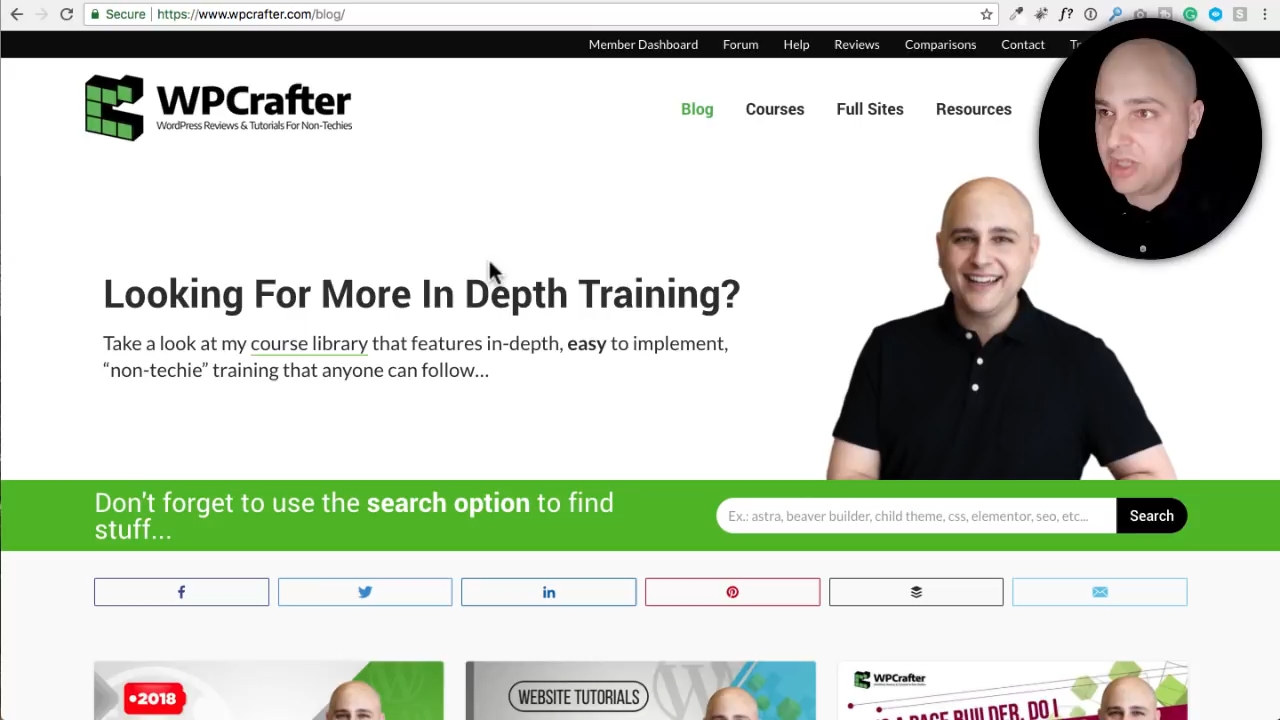 Secure https://www.wpcrafter.com/blog/
Member Dashboard Forum Help Reviews Comparisons Contact
Blog Courses Full Sites Resources
WPCrafter
WordPress Reviews & Tutorials For Non-Techies
Looking For More In Depth Training?
Take a look at my course library that features in-depth, easy to implement,
“non-techie” training that anyone can follow...
Don't forget to use the search option to find
stuff...
Ex.: astra, beaver builder, child theme, css, elementor, seo, etc...
Search
2018
WEBSITE TUTORIALS
WPCrafter
PAGE BUILDER, DO I